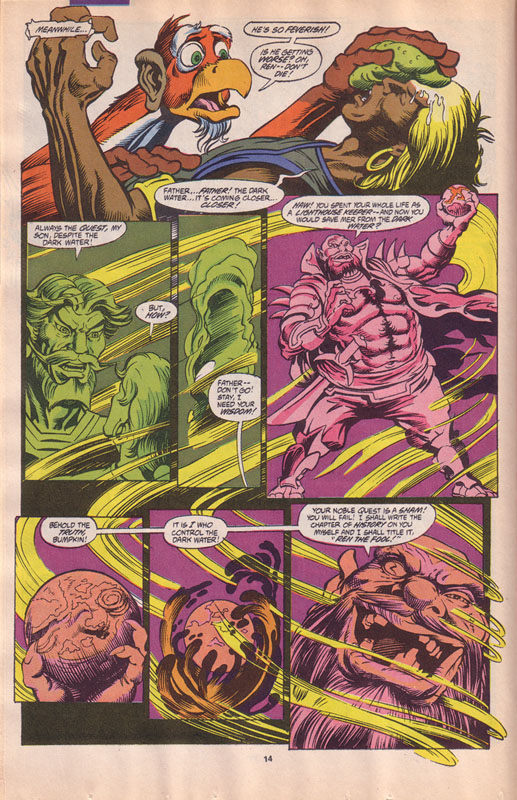 MEANWHILE...
HE'S SO FEVERISH!
IS HE GETTING
WORSE? OH,
REN--DON'T
DIE!
FATHER,...FATHER! THE DARK
WATER...IT'S COMING CLOSER...
CLOSER!
ALWAYS THE QUEST, MY
SON, DESPITE THE
DARK WATER!
BUT,
HOW?
FATHER--
DON'T GO!
STAY, I
NEED YOUR
WISDOM!
HAW! YOU SPENT YOUR WHOLE LIFE AS
A LIGHTHOUSE KEEPER--AND NOW YOU
WOULD SAVE MER FROM THE DARK
WATER?
BEHOLD THE
TRUTH,
BUMPKIN!
IT IS I WHO
CONTROL THE
DARK WATER!
YOUR NOBLE QUEST IS A SHAM!
YOU WILL FAIL! I SHALL WRITE THE
CHAPTER OF HISTORY ON YOU
MYSELF AND I SHALL TITLE IT,
"REN THE FOOL!"
14